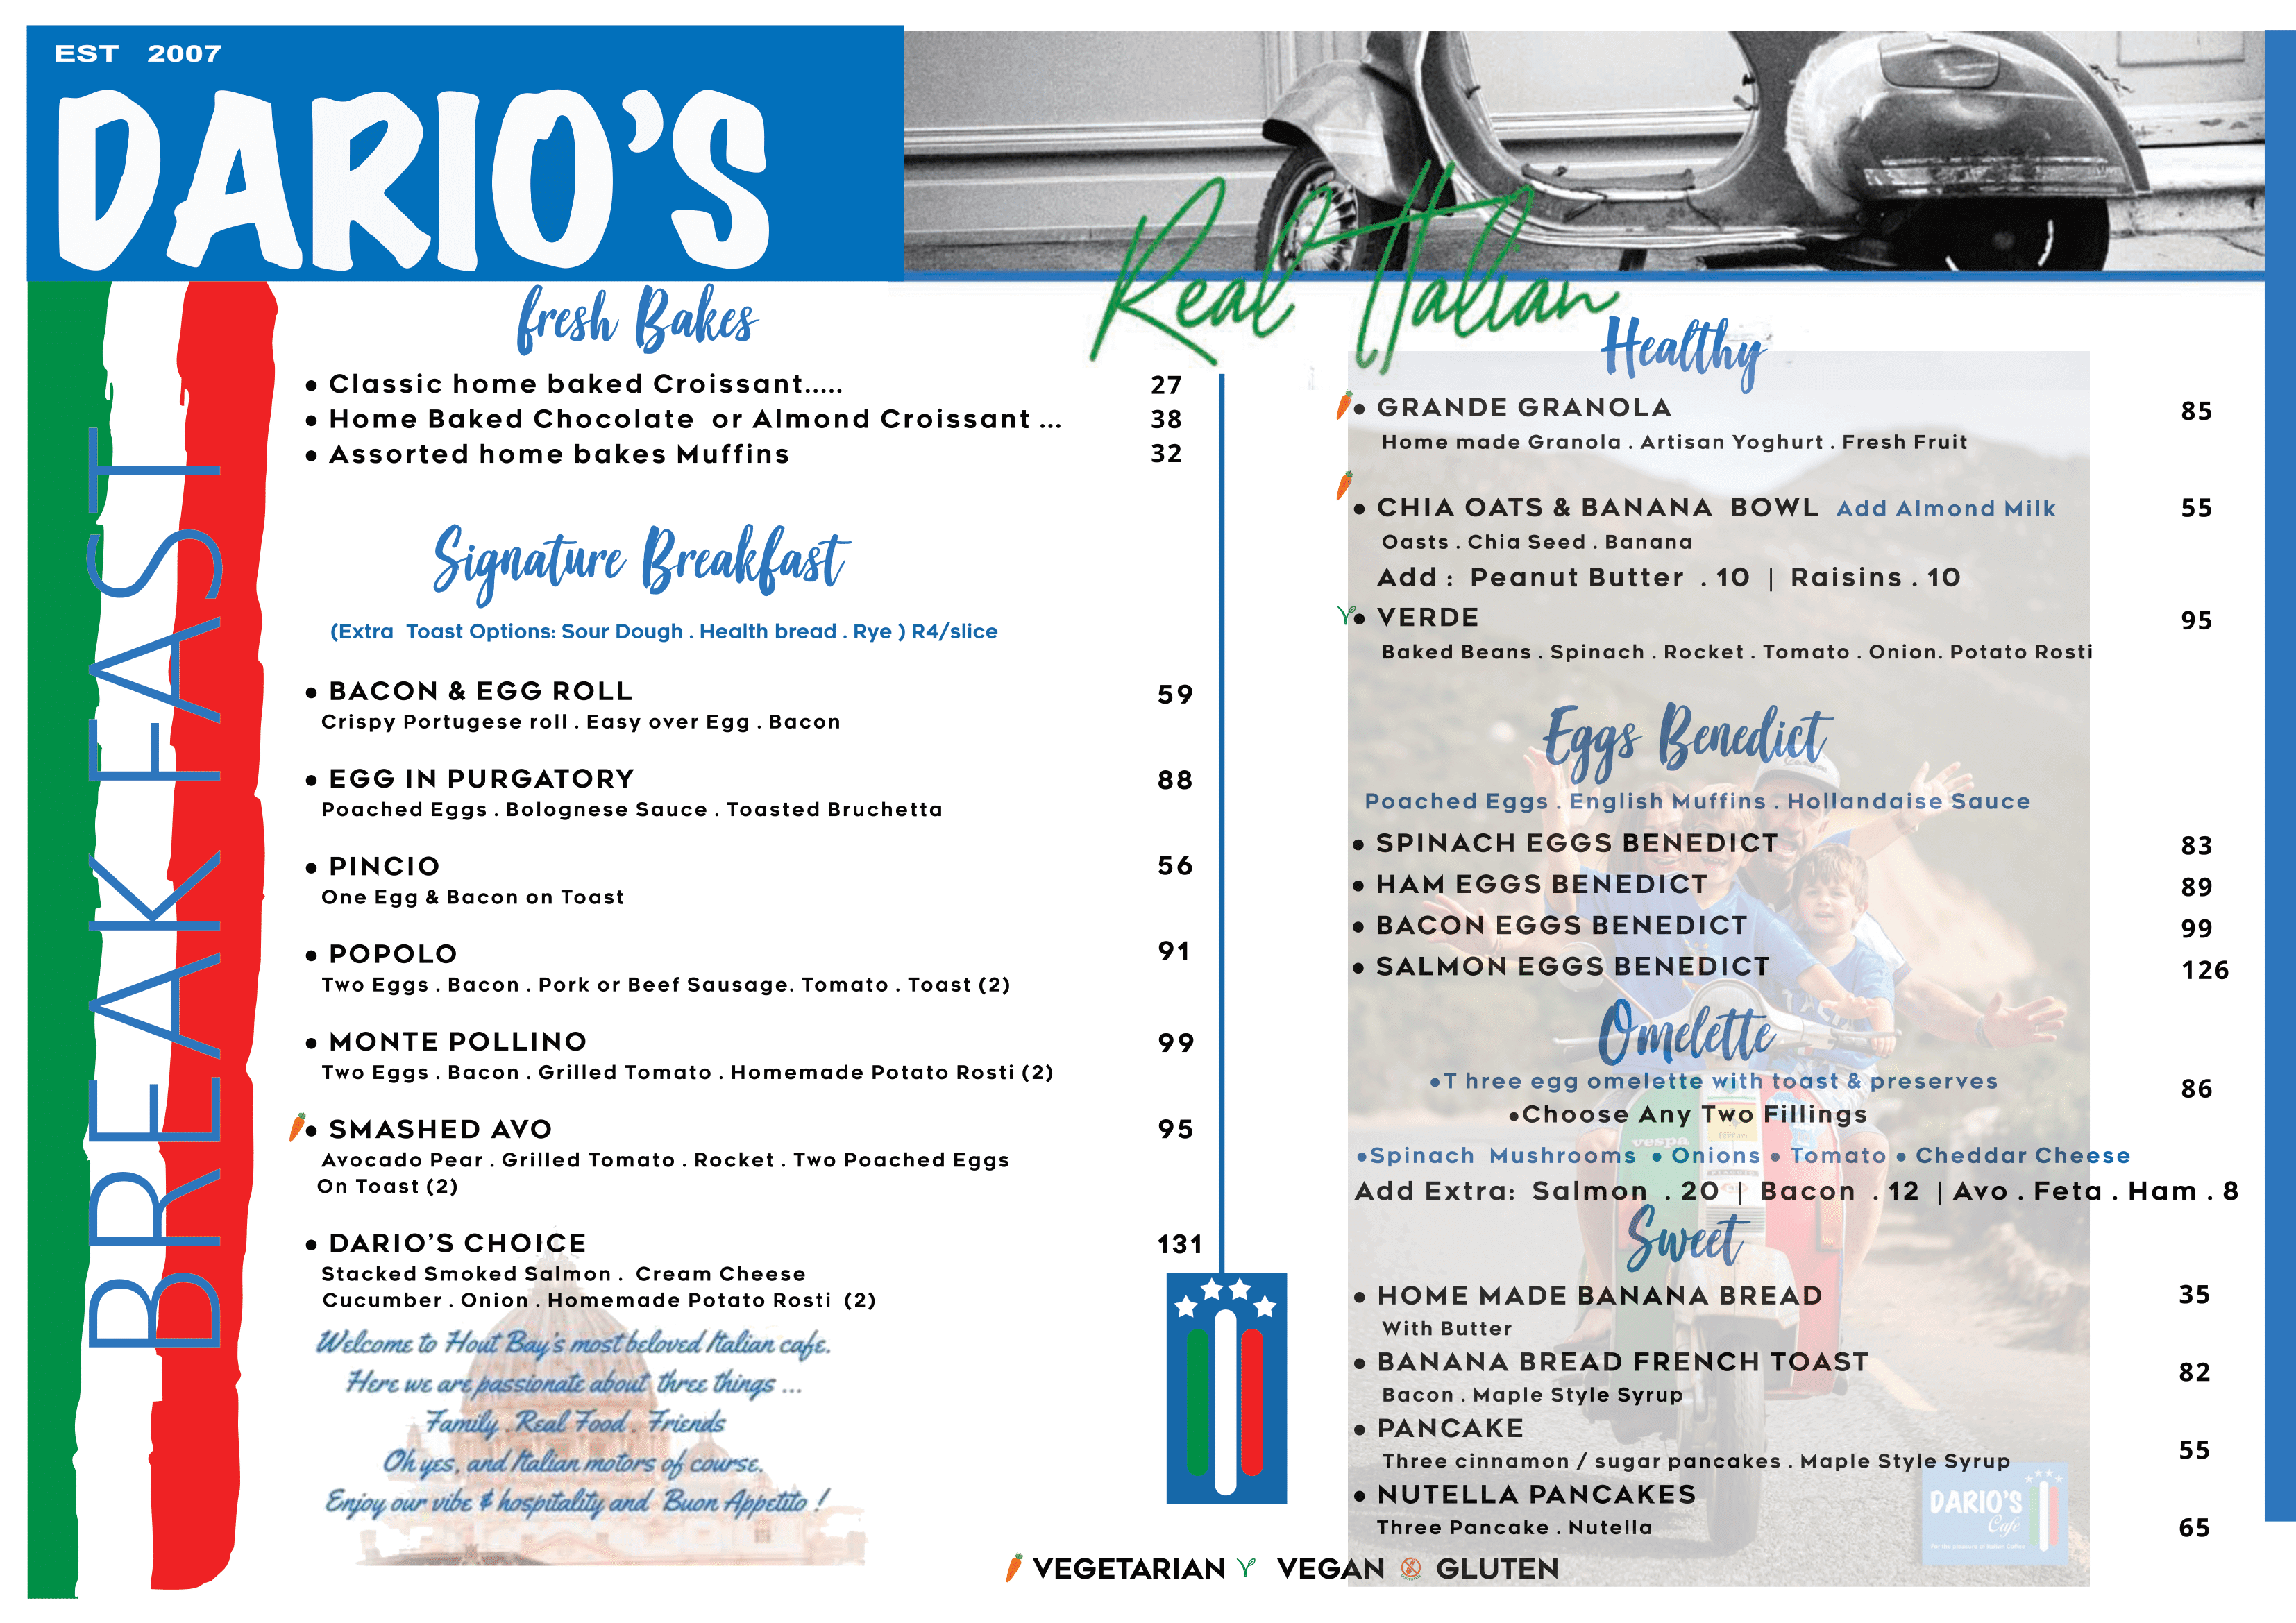 EST 2007
DARIO'S
Real Italian
BREAKFAST
fresh Bakes
• Classic home baked Croissant..... 27
• Home Baked Chocolate or Almond Croissant ... 38
• Assorted home bakes Muffins 32
Signature Breakfast
(Extra Toast Options: Sour Dough . Health bread . Rye ) R4/slice
• BACON & EGG ROLL 59
Crispy Portugese roll . Easy over Egg . Bacon
• EGG IN PURGATORY 88
Poached Eggs . Bolognese Sauce . Toasted Bruchetta
• PINCIO 56
One Egg & Bacon on Toast
• POPOLO 91
Two Eggs . Bacon . Pork or Beef Sausage. Tomato . Toast (2)
• MONTE POLLINO 99
Two Eggs . Bacon . Grilled Tomato . Homemade Potato Rosti (2)
• SMASHED AVO 95
Avocado Pear . Grilled Tomato . Rocket . Two Poached Eggs
On Toast (2)
• DARIO'S CHOICE 131
Stacked Smoked Salmon . Cream Cheese
Cucumber . Onion . Homemade Potato Rosti (2)
Welcome to Hout Bay's most beloved Italian cafe.
Here we are passionate about three things ...
Family . Real Food . Friends
Oh yes, and Italian motors of course.
Enjoy our vibe & hospitality and Buon Appetito !
Healthy
• GRANDE GRANOLA 85
Home made Granola . Artisan Yoghurt . Fresh Fruit
• CHIA OATS & BANANA BOWL Add Almond Milk 55
Oasts . Chia Seed . Banana
Add : Peanut Butter . 10 | Raisins . 10
• VERDE 95
Baked Beans . Spinach . Rocket . Tomato . Onion. Potato Rosti
Eggs Benedict
Poached Eggs . English Muffins . Hollandaise Sauce
• SPINACH EGGS BENEDICT 83
• HAM EGGS BENEDICT 89
• BACON EGGS BENEDICT 99
• SALMON EGGS BENEDICT 126
Omelette
•T hree egg omelette with toast & preserves 86
•Choose Any Two Fillings
•Spinach Mushrooms • Onions • Tomato • Cheddar Cheese
Add Extra: Salmon . 20 | Bacon . 12 | Avo . Feta . Ham . 8
vespa
Sweet
• HOME MADE BANANA BREAD 35
With Butter
• BANANA BREAD FRENCH TOAST 82
Bacon . Maple Style Syrup
• PANCAKE 55
Three cinnamon / sugar pancakes . Maple Style Syrup
• NUTELLA PANCAKES 65
Three Pancake . Nutella
DARIO'S
Cafe
For the pleasure of Italian Coffee
VEGETARIAN VEGAN GLUTEN